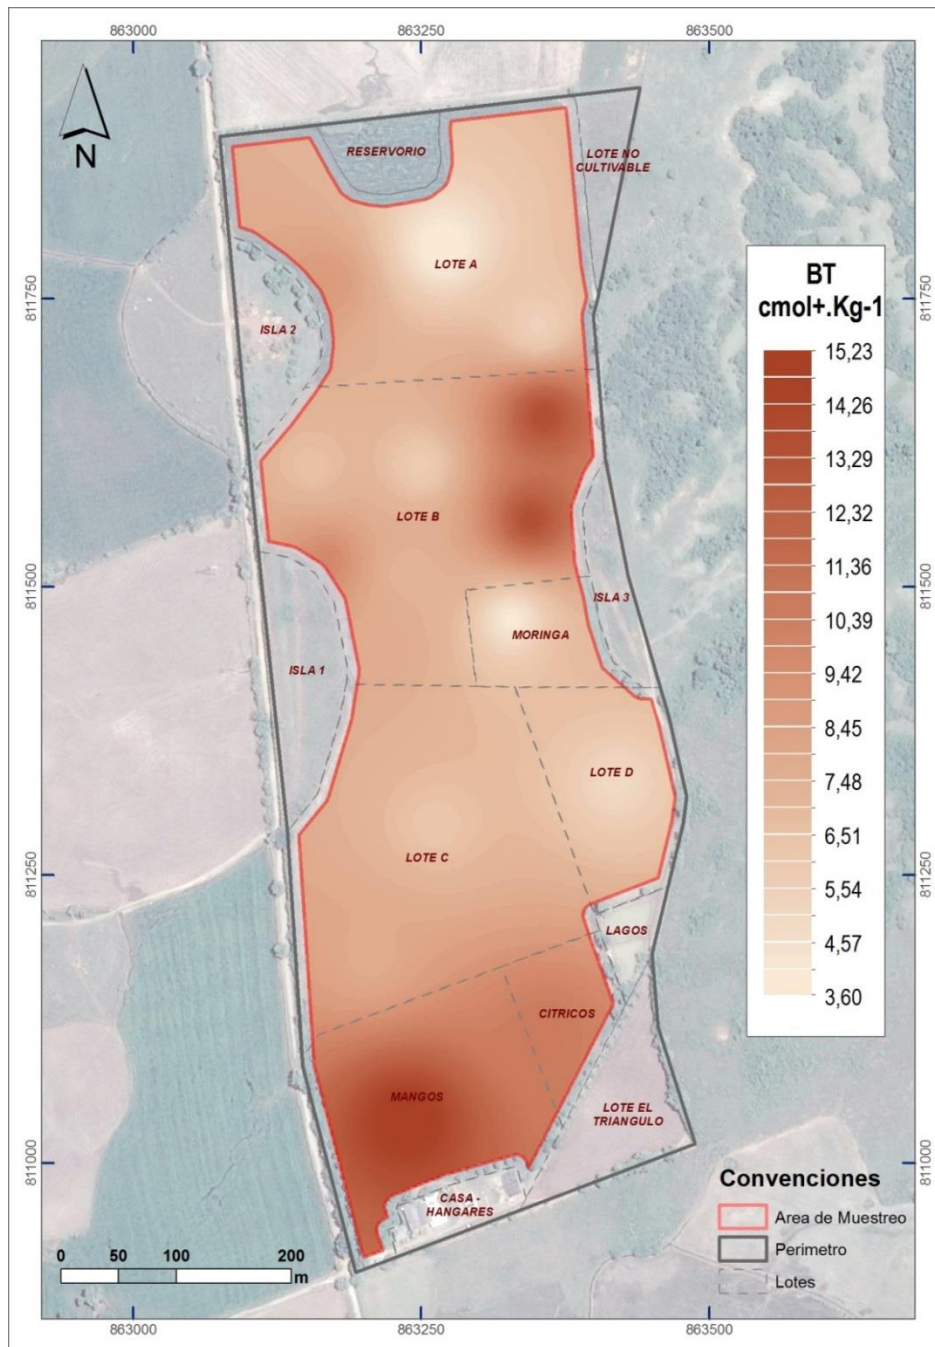 863000 863250 863500
N
RESERVORIO
LOTE NO
CULTIVABLE
LOTE A
811750
811750
BT
cmol+.Kg-1
15,23
14,26
13,29
12,32
11,36
10,39
9,42
8,45
7,48
6,51
5,54
4,57
3,60
ISLA 2
LOTE B
811500
811500
ISLA 3
MORINGA
ISLA 1
LOTE D
LOTE C
811250
811250
LAGOS
CITRICOS
MANGOS
LOTE EL
TRIANGULO
811000
811000
CASA -
HANGARES
Convenciones
Area de Muestreo
Perimetro
Lotes
0 50 100 200
m
863000 863250 863500